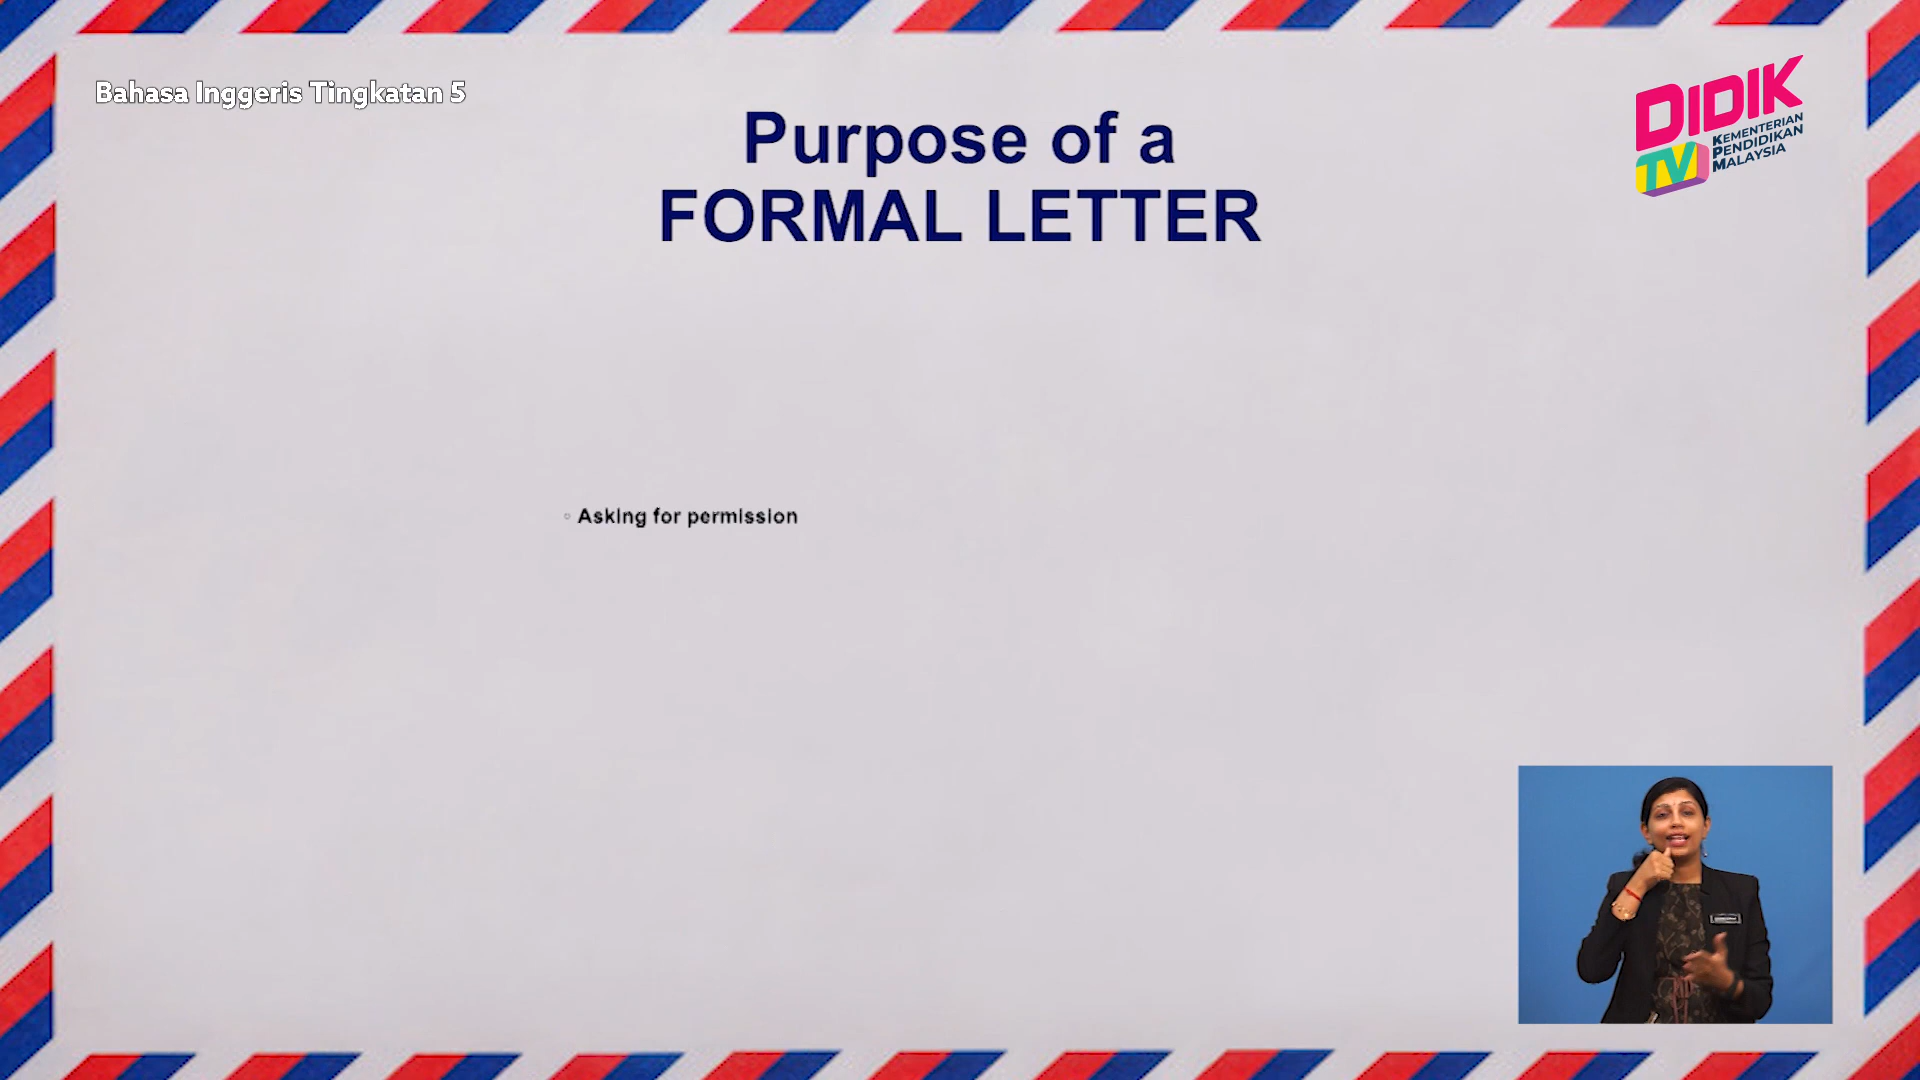 Bahasa Inggeris Tingkatan 5
Purpose of a
FORMAL LETTER
DIDIK
TV
KEMENTERIAN
PENDIDIKAN
MALAYSIA
◦ Asking for permission